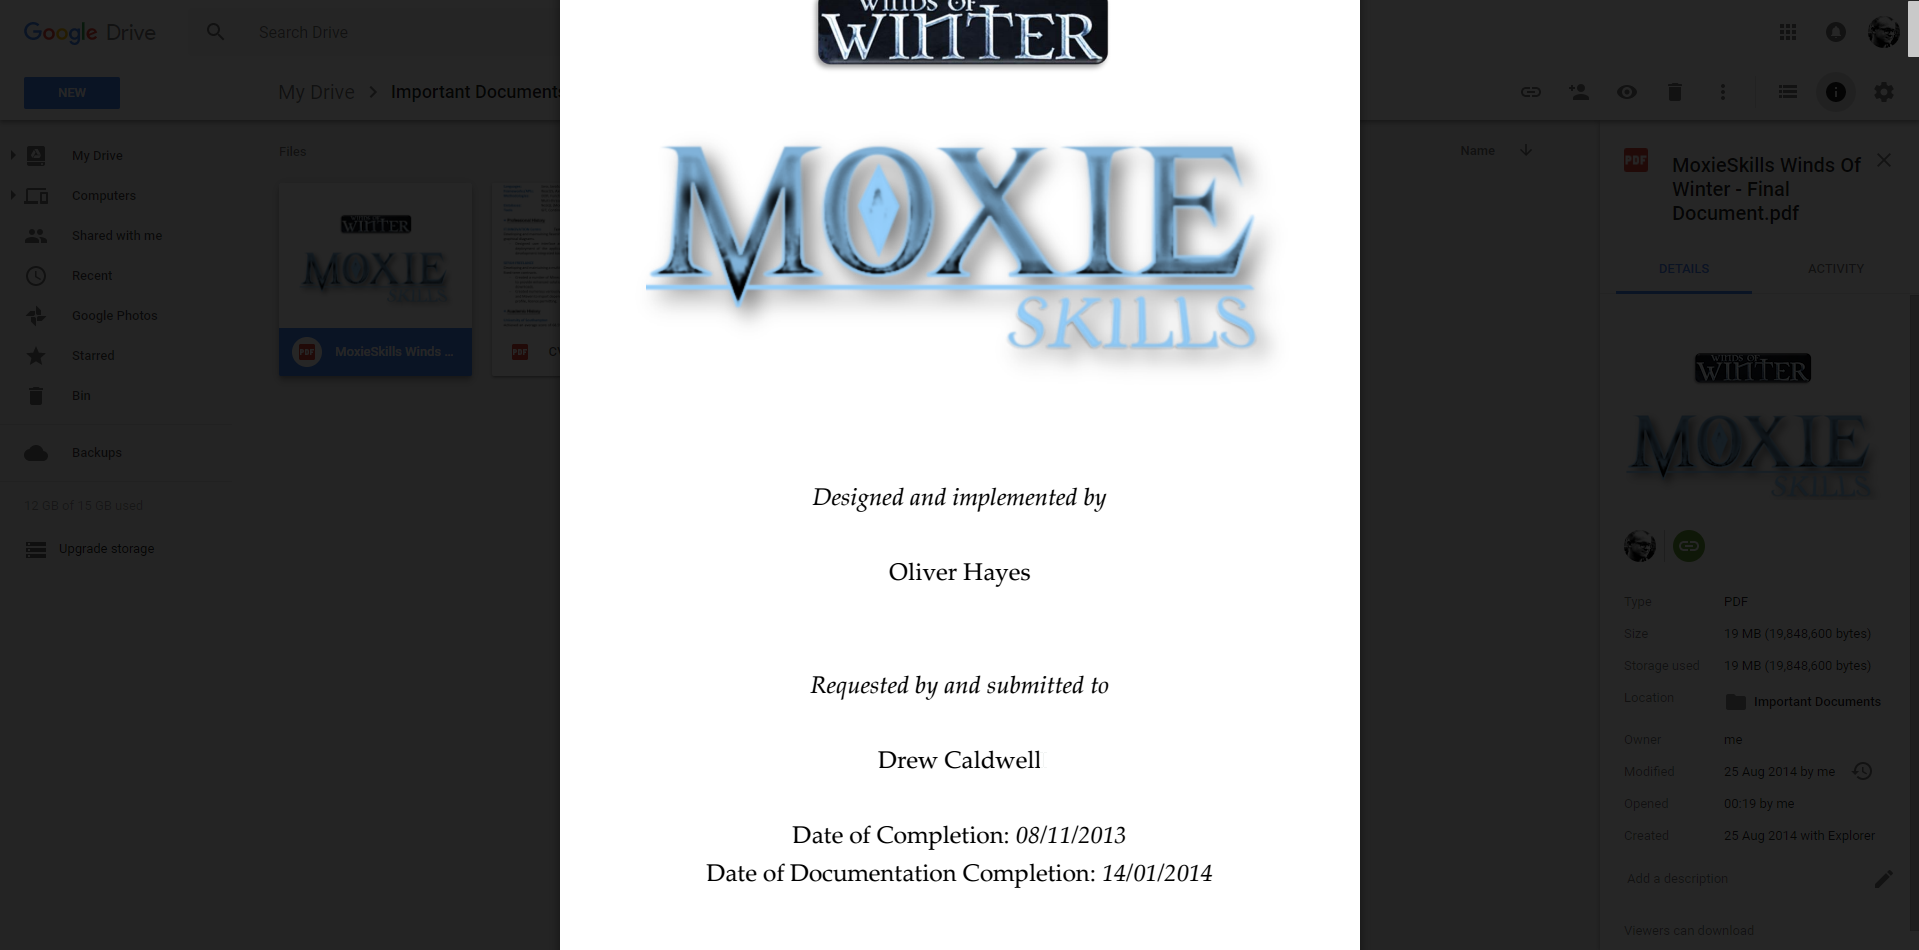 Google Drive
Search Drive
NEW
My Drive > Important Documents
My Drive
Computers
Shared with me
Recent
Google Photos
Starred
Bin
Backups
12 GB of 15 GB used
Upgrade storage
Files
Name
WINDS OF
WINTER
MOXIE
SKILLS
PDF
MoxieSkills Winds ...
PDF
WINDS OF
WINTER
MOXIE
SKILLS
Designed and implemented by
Oliver Hayes
Requested by and submitted to
Drew Caldwell
Date of Completion: 08/11/2013
Date of Documentation Completion: 14/01/2014
PDF
MoxieSkills Winds Of
Winter - Final
Document.pdf
DETAILS
ACTIVITY
WINDS OF
WINTER
MOXIE
SKILLS
Type PDF
Size 19 MB (19,848,600 bytes)
Storage used 19 MB (19,848,600 bytes)
Location Important Documents
Owner me
Modified 25 Aug 2014 by me
Opened 00:19 by me
Created 25 Aug 2014 with Explorer
Add a description
Viewers can download